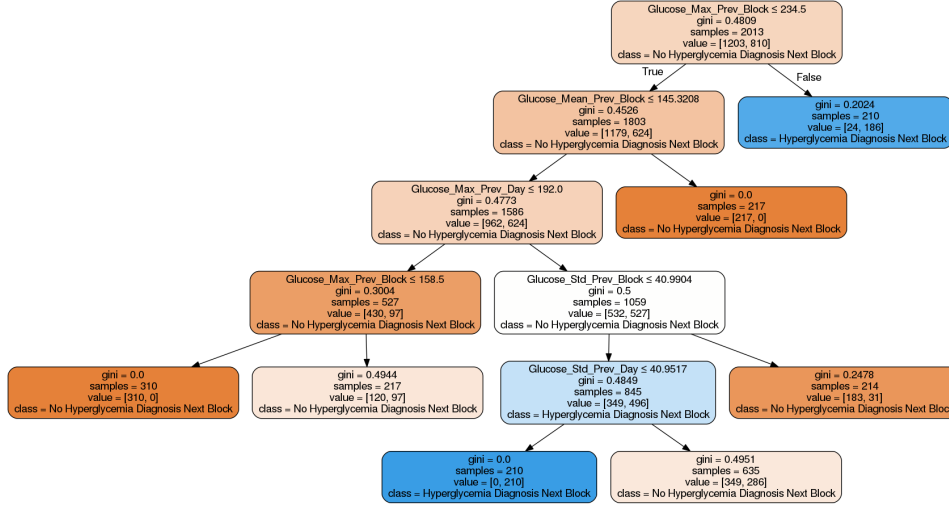 Glucose_Max_Prev_Block ≤ 234.5
gini = 0.4809
samples = 2013
value = [1203, 810]
class = No Hyperglycemia Diagnosis Next Block
True
False
Glucose_Mean_Prev_Block ≤ 145.3208
gini = 0.4526
samples = 1803
value = [1179, 624]
class = No Hyperglycemia Diagnosis Next Block
gini = 0.2024
samples = 210
value = [24, 186]
class = Hyperglycemia Diagnosis Next Block
Glucose_Max_Prev_Day ≤ 192.0
gini = 0.4773
samples = 1586
value = [962, 624]
class = No Hyperglycemia Diagnosis Next Block
gini = 0.0
samples = 217
value = [217, 0]
class = No Hyperglycemia Diagnosis Next Block
Glucose_Max_Prev_Block ≤ 158.5
gini = 0.3004
samples = 527
value = [430, 97]
class = No Hyperglycemia Diagnosis Next Block
Glucose_Std_Prev_Block ≤ 40.9904
gini = 0.5
samples = 1059
value = [532, 527]
class = No Hyperglycemia Diagnosis Next Block
gini = 0.0
samples = 310
value = [310, 0]
class = No Hyperglycemia Diagnosis Next Block
gini = 0.4944
samples = 217
value = [120, 97]
class = No Hyperglycemia Diagnosis Next Block
Glucose_Std_Prev_Day ≤ 40.9517
gini = 0.4849
samples = 845
value = [349, 496]
class = Hyperglycemia Diagnosis Next Block
gini = 0.2478
samples = 214
value = [183, 31]
class = No Hyperglycemia Diagnosis Next Block
gini = 0.0
samples = 210
value = [0, 210]
class = Hyperglycemia Diagnosis Next Block
gini = 0.4951
samples = 635
value = [349, 286]
class = No Hyperglycemia Diagnosis Next Block